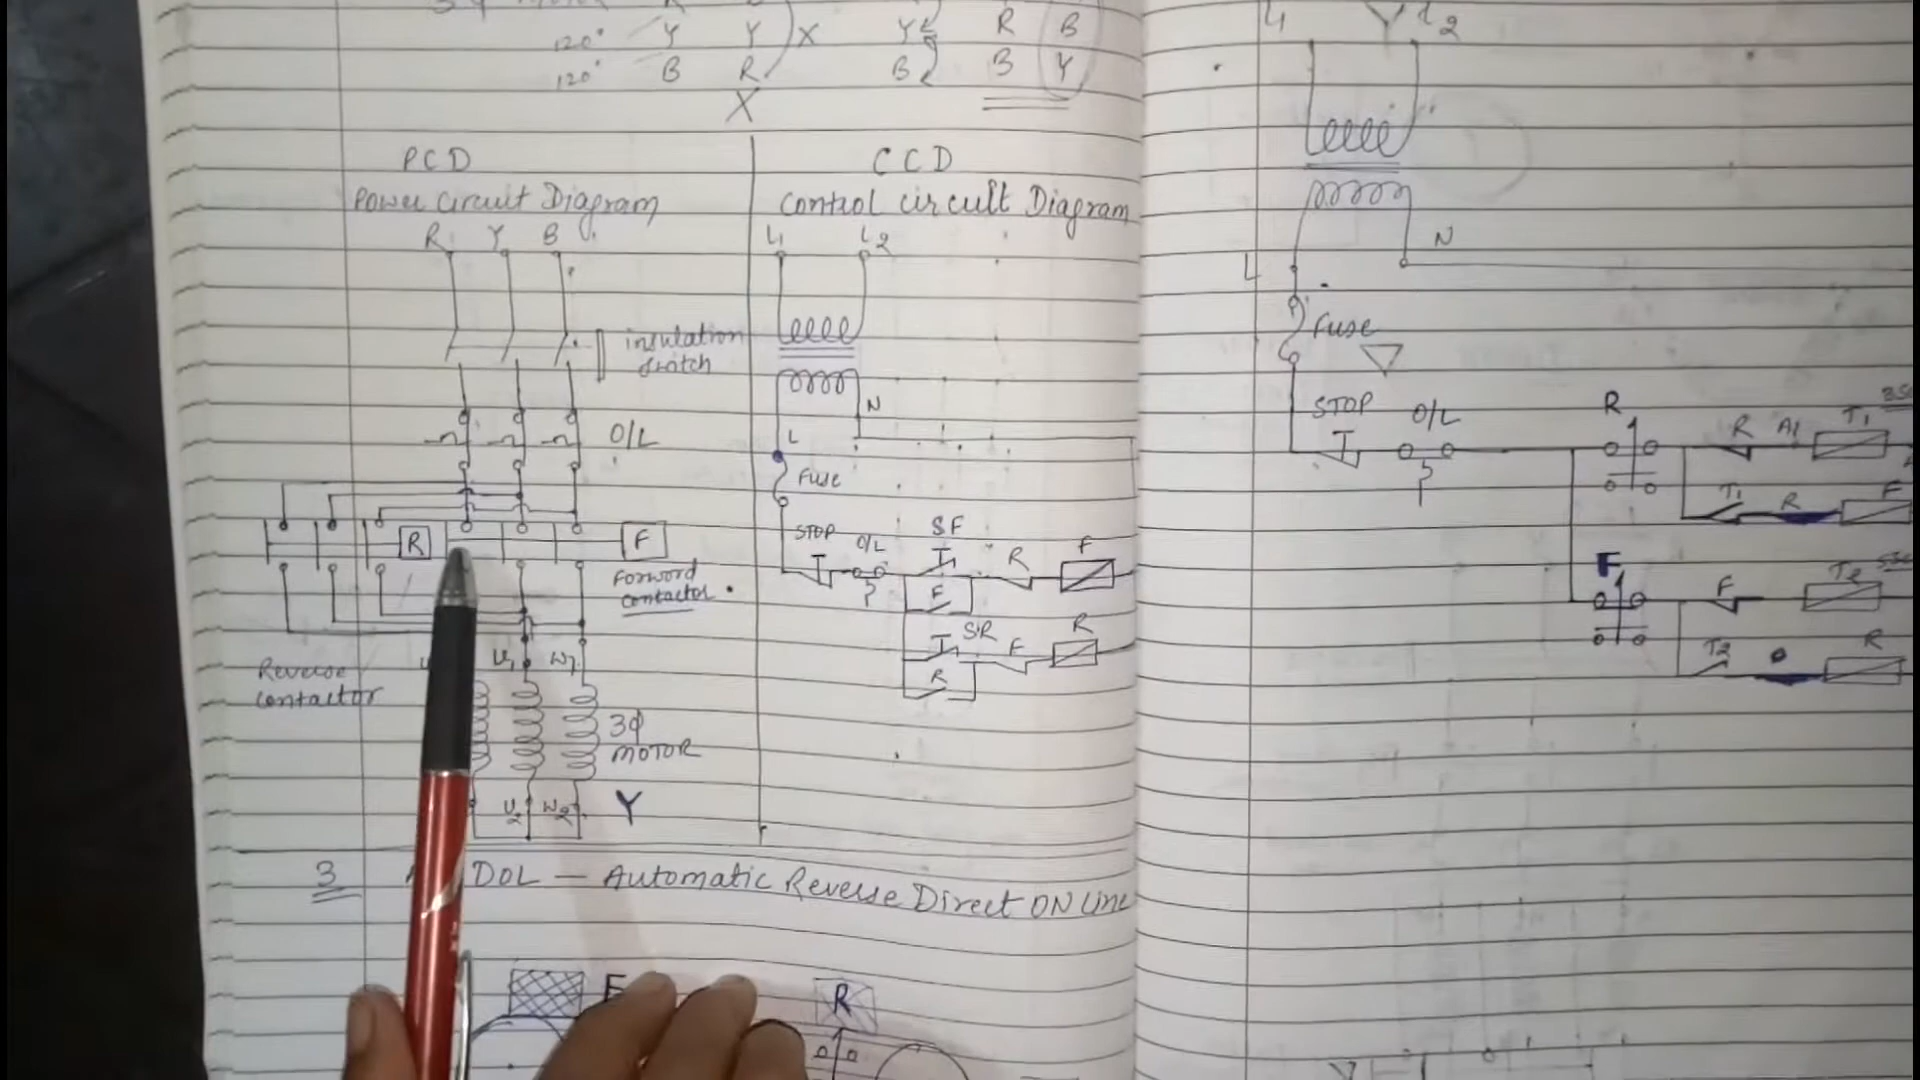 120° Y Y X Y R B
120° B R B B Y
X
PCD
Power Circuit Diagram
R Y B
insulation
switch
O/L
R F
Forword
contactor
Reverse
contactor
V1 W1
3φ
MOTOR
V2 W2 Y
CCD
Control circuit Diagram
L1 L2
N
L
Fuse
STOP O/L SF R F
F
SR F R
R
3 DOL — Automatic Reverse Direct ON Line
F R
L1 L2
N
L
Fuse
STOP O/L R R A1 T1
T1 R F
F F T2
T2 R